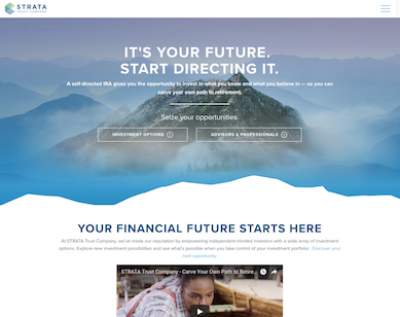 STRATA
TRUST COMPANY
IT'S YOUR FUTURE.
START DIRECTING IT.
A self-directed IRA gives you the opportunity to invest in what you know and what you believe in — so you can
carve your own path to retirement.
Seize your opportunities.
INVESTMENT OPTIONS
ADVISORS & PROFESSIONALS
YOUR FINANCIAL FUTURE STARTS HERE
At STRATA Trust Company, we've made our reputation by empowering independent-minded investors with a wide array of investment
options. Explore new investment possibilities and see what's possible when you take control of your investment portfolio. Discover your
next opportunity.
STRATA Trust Company - Carve Your Own Path to Retire...